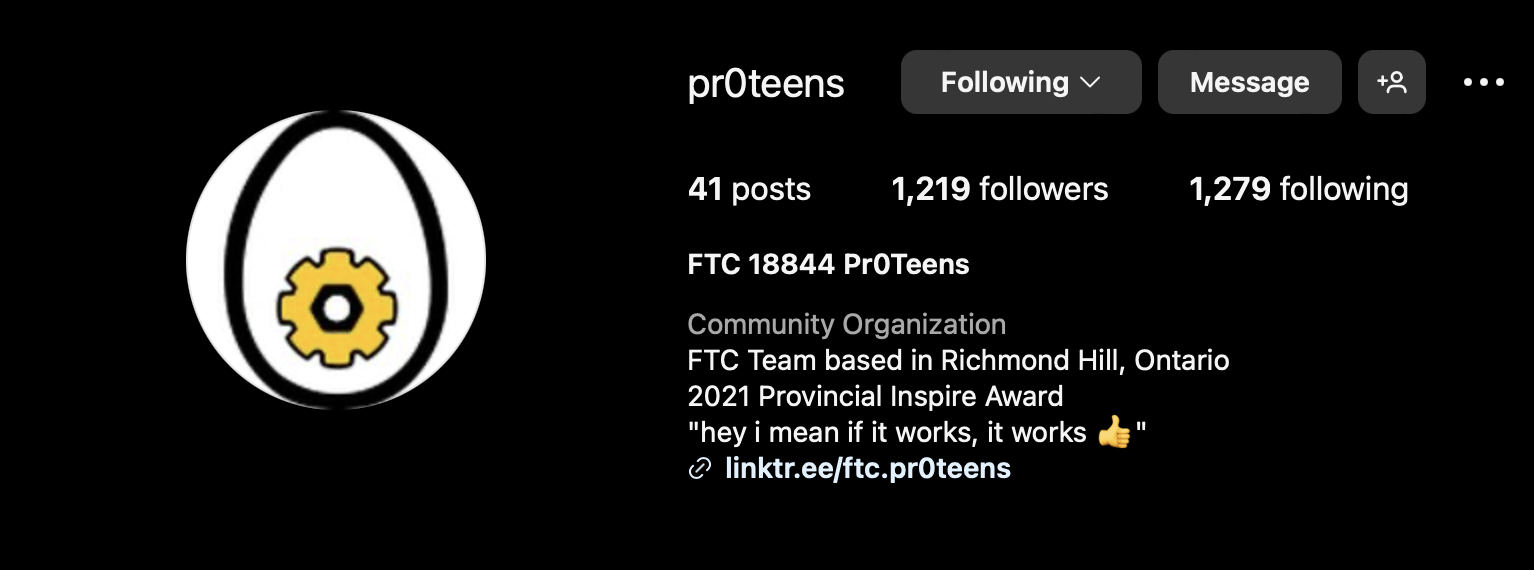 pr0teens Following Message
41 posts 1,219 followers 1,279 following
FTC 18844 Pr0Teens
Community Organization
FTC Team based in Richmond Hill, Ontario
2021 Provincial Inspire Award
"hey i mean if it works, it works 👍"
linktr.ee/ftc.pr0teens